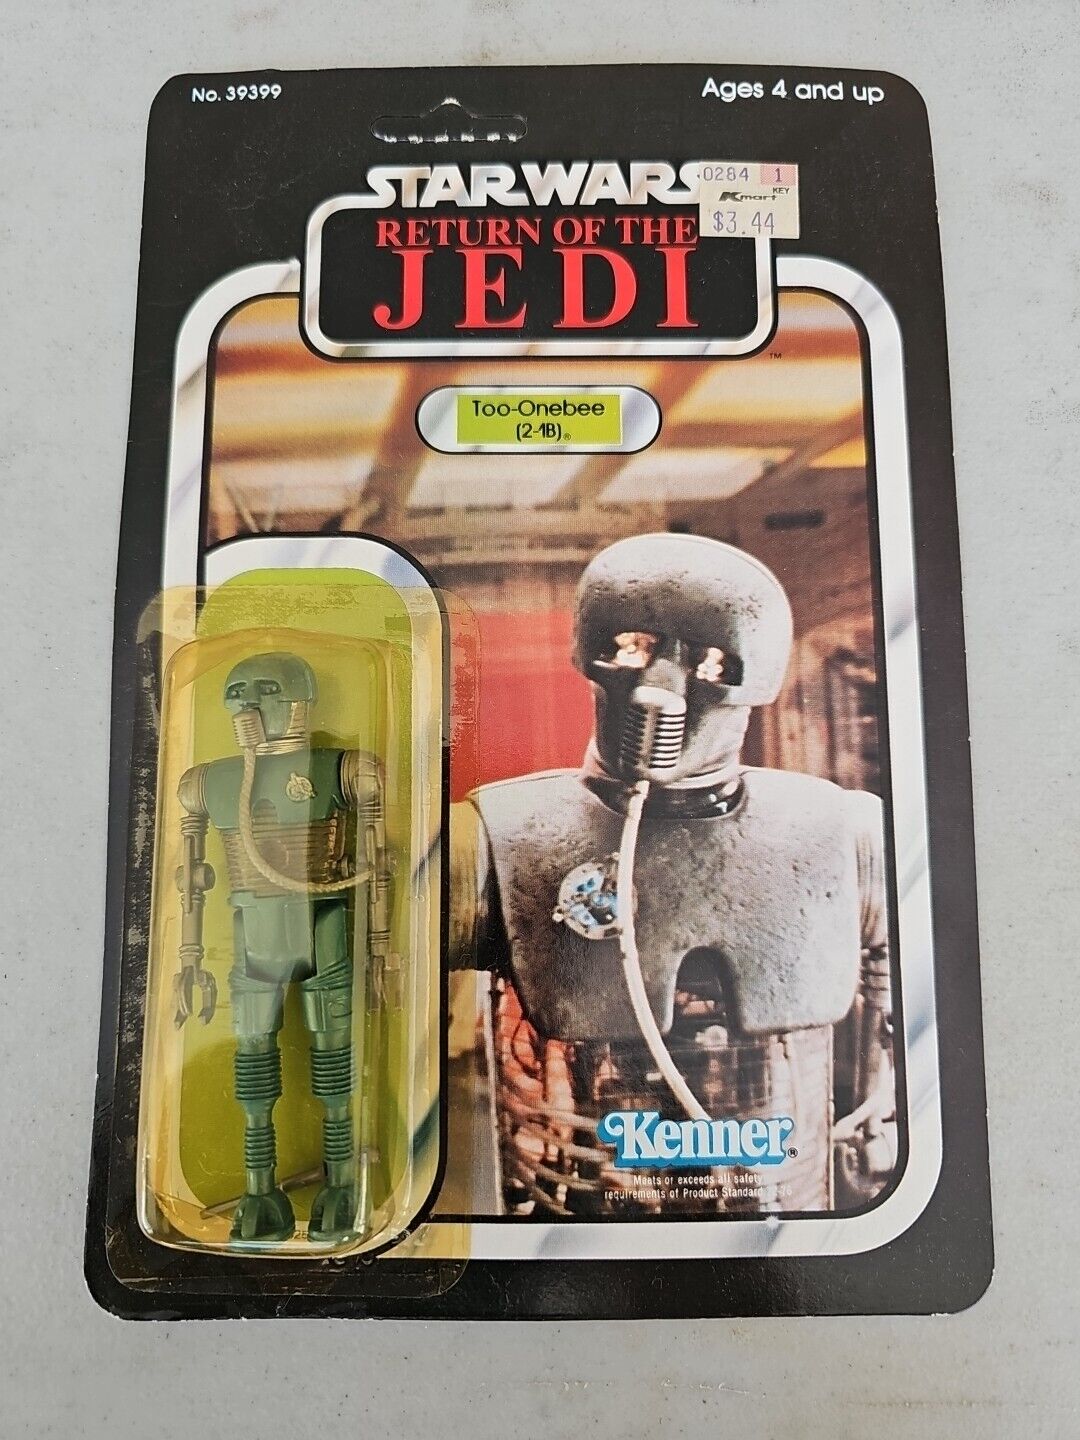 No. 39399
Ages 4 and up
STAR WARS
0284 1
KEY
Kmart
$3.44
RETURN OF THE
JEDI
TM
Too-Onebee
(2-1B)®
Kenner®
Meets or exceeds all safety
requirements of Product Standard